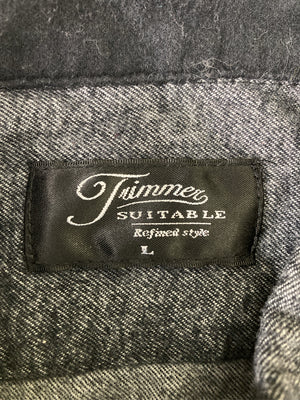 Trimmer
SUITABLE
Refined style
L